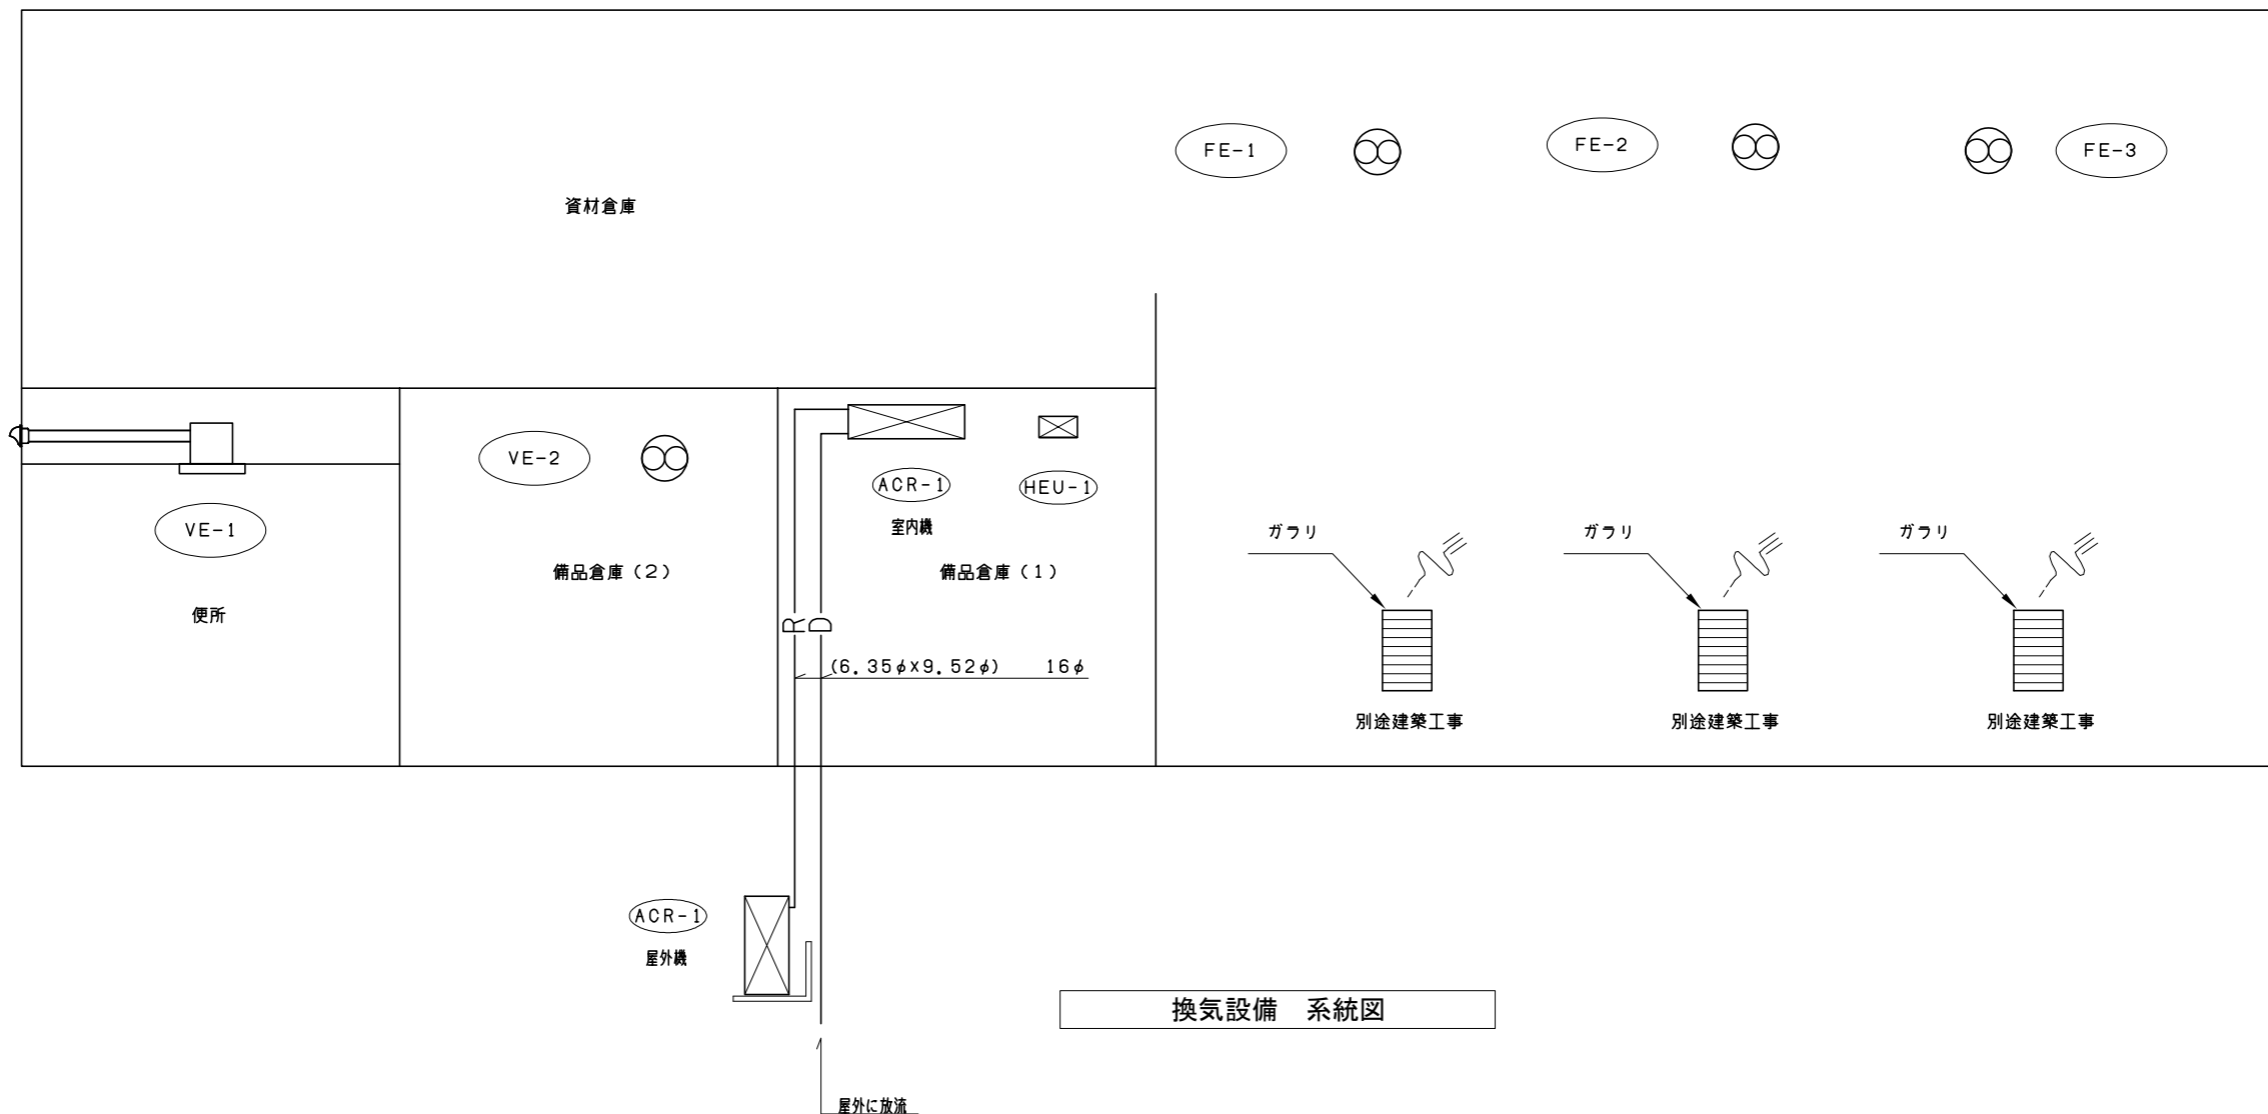 FE-1
FE-2
FE-3
資材倉庫
VE-2
ACR-1
HEU-1
室内機
VE-1
ガラリ
ガラリ
ガラリ
備品倉庫（2）
備品倉庫（1）
便所
R
D
(6.35φx9.52φ) 16φ
別途建築工事
別途建築工事
別途建築工事
ACR-1
屋外機
換気設備 系統図
屋外に放流